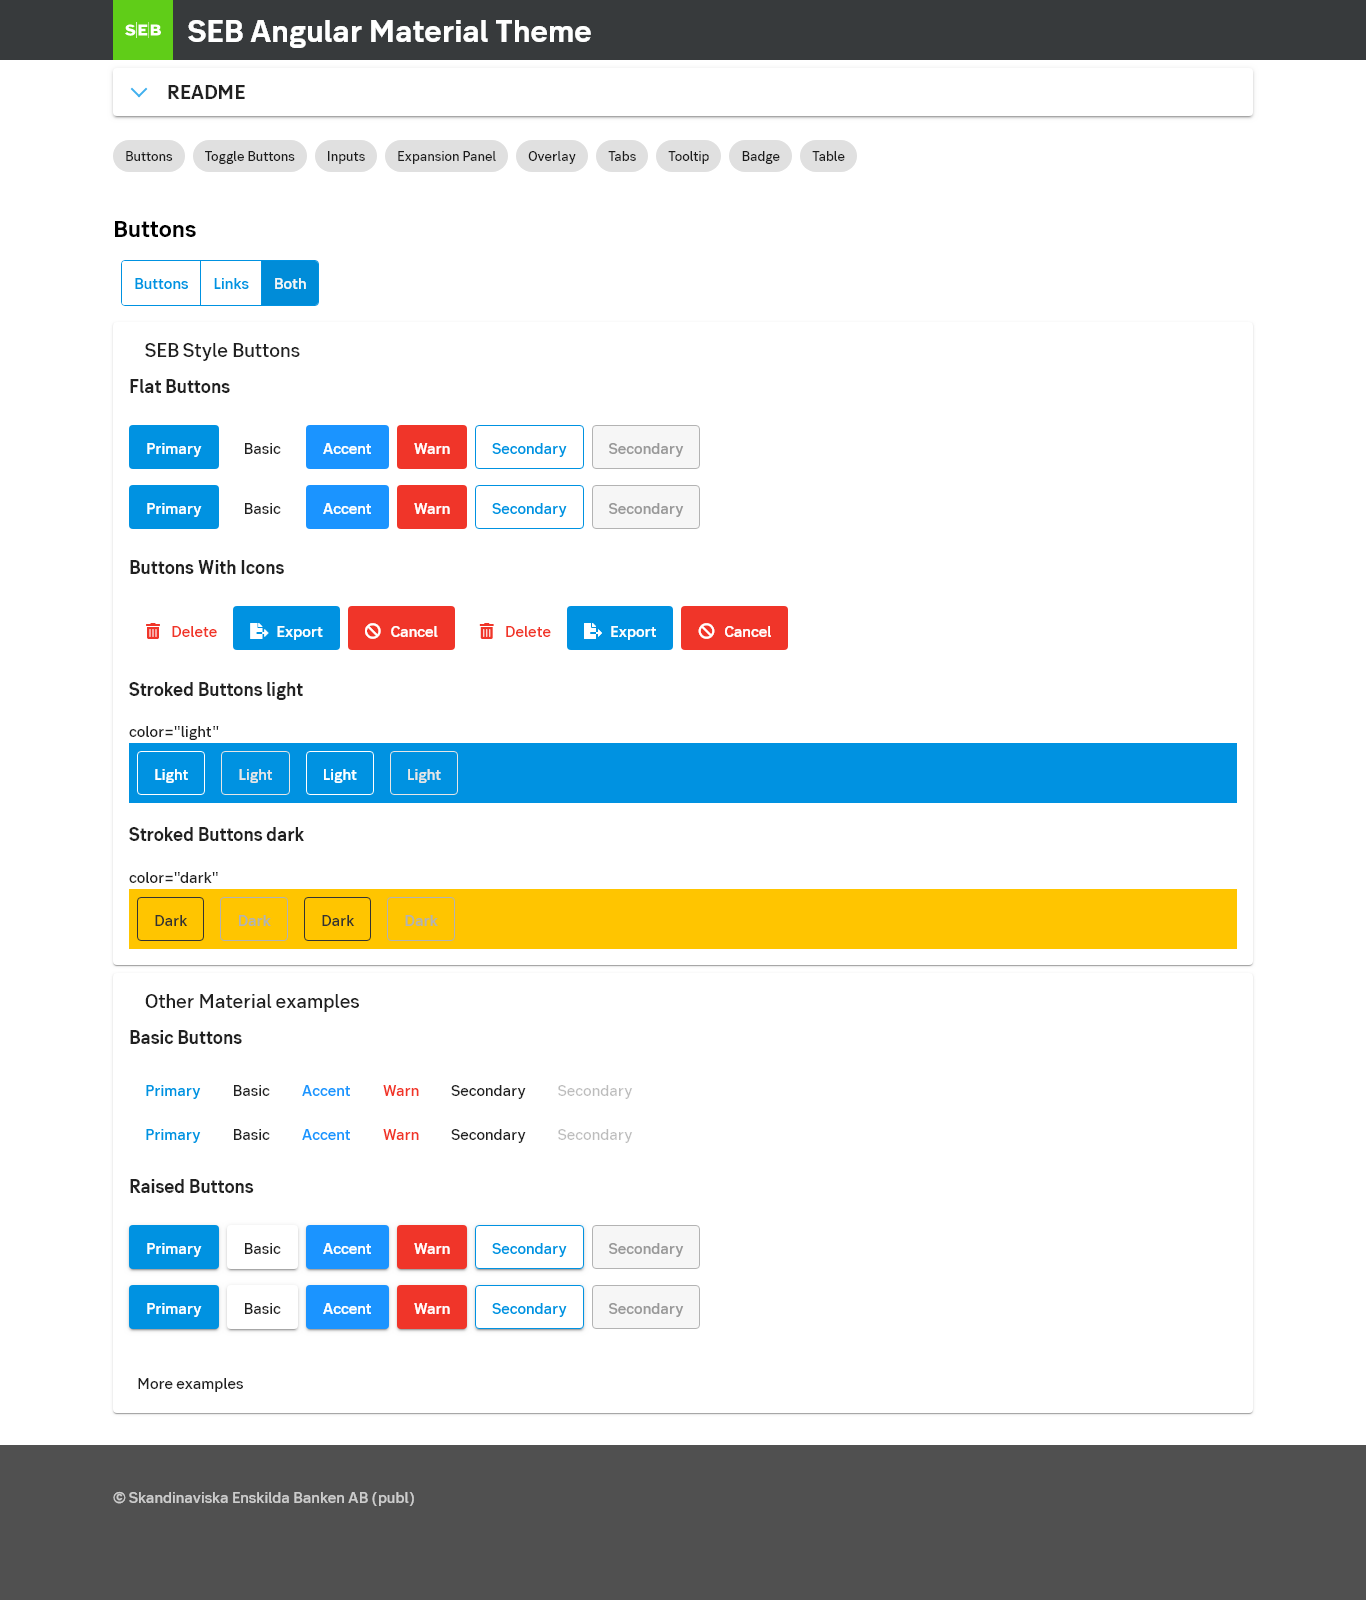 SEB SEB Angular Material Theme
README
Buttons Toggle Buttons Inputs Expansion Panel Overlay Tabs Tooltip Badge Table
Buttons
Buttons Links Both
SEB Style Buttons
Flat Buttons
Primary Basic Accent Warn Secondary Secondary
Primary Basic Accent Warn Secondary Secondary
Buttons With Icons
Delete Export Cancel Delete Export Cancel
Stroked Buttons light
color="light"
Light Light Light Light
Stroked Buttons dark
color="dark"
Dark Dark Dark Dark
Other Material examples
Basic Buttons
Primary Basic Accent Warn Secondary Secondary
Primary Basic Accent Warn Secondary Secondary
Raised Buttons
Primary Basic Accent Warn Secondary Secondary
Primary Basic Accent Warn Secondary Secondary
More examples
© Skandinaviska Enskilda Banken AB (publ)